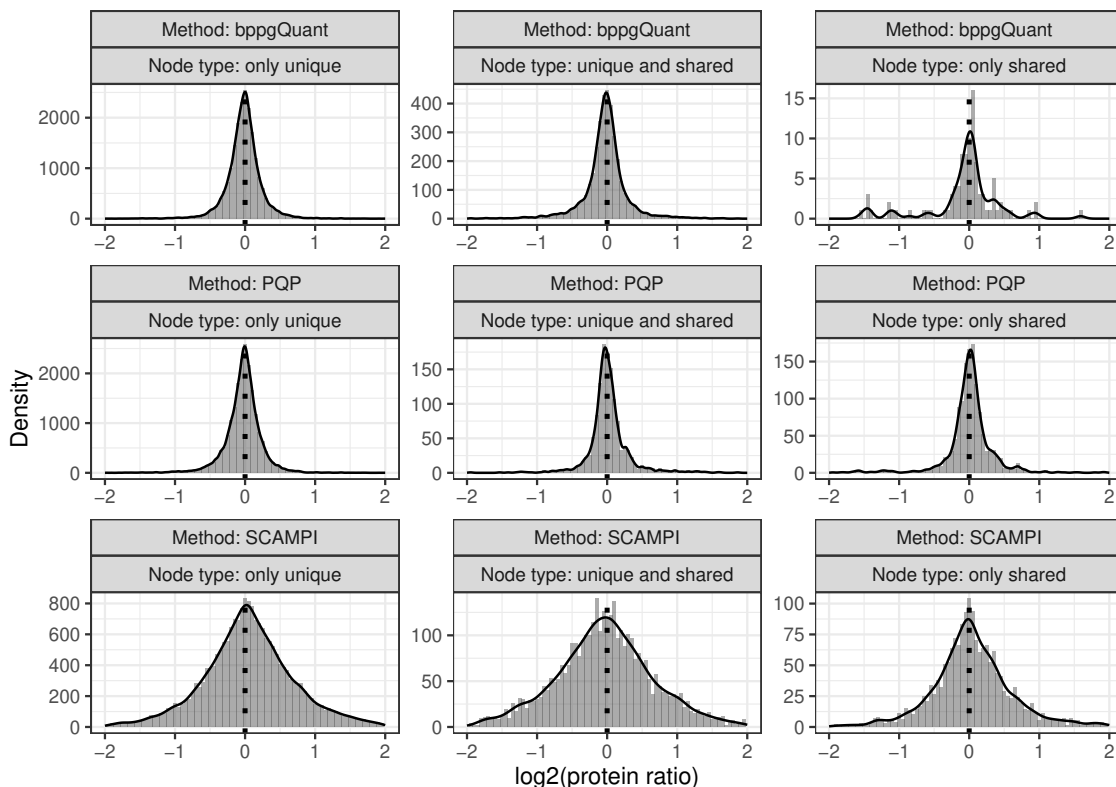 Method: bppgQuant
Method: bppgQuant
Method: bppgQuant
Node type: only unique
Node type: unique and shared
Node type: only shared
2000
1000
0
−2 −1 0 1 2
400
300
200
100
0
−2 −1 0 1 2
15
10
5
0
−2 −1 0 1 2
Method: PQP
Method: PQP
Method: PQP
Node type: only unique
Node type: unique and shared
Node type: only shared
Density
2000
1000
0
−2 −1 0 1 2
150
100
50
0
−2 −1 0 1 2
150
100
50
0
−2 −1 0 1 2
Method: SCAMPI
Method: SCAMPI
Method: SCAMPI
Node type: only unique
Node type: unique and shared
Node type: only shared
800
600
400
200
0
−2 −1 0 1 2
100
50
0
−2 −1 0 1 2
100
75
50
25
0
−2 −1 0 1 2
log2(protein ratio)